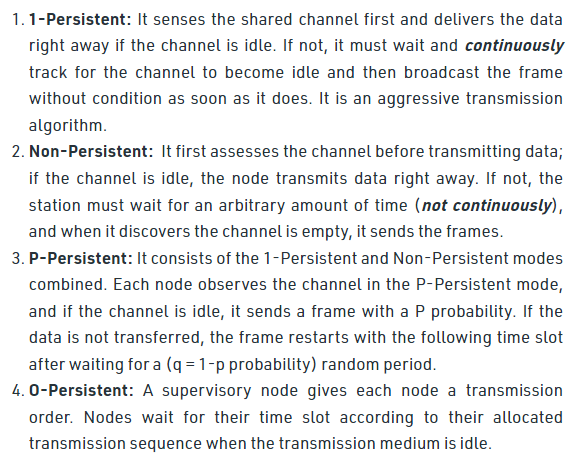 1. 1-Persistent: It senses the shared channel first and delivers the data
right away if the channel is idle. If not, it must wait and continuously
track for the channel to become idle and then broadcast the frame
without condition as soon as it does. It is an aggressive transmission
algorithm.
2. Non-Persistent: It first assesses the channel before transmitting data;
if the channel is idle, the node transmits data right away. If not, the
station must wait for an arbitrary amount of time (not continuously),
and when it discovers the channel is empty, it sends the frames.
3. P-Persistent: It consists of the 1-Persistent and Non-Persistent modes
combined. Each node observes the channel in the P-Persistent mode,
and if the channel is idle, it sends a frame with a P probability. If the
data is not transferred, the frame restarts with the following time slot
after waiting for a (q = 1-p probability) random period.
4. O-Persistent: A supervisory node gives each node a transmission
order. Nodes wait for their time slot according to their allocated
transmission sequence when the transmission medium is idle.